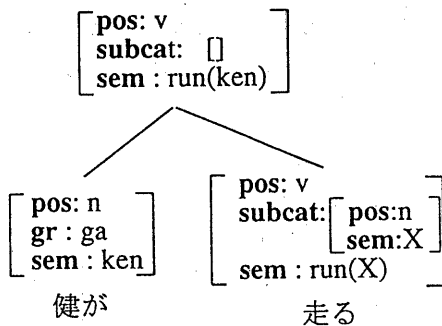 pos: v
subcat: []
sem : run(ken)
pos: n
gr : ga
sem : ken
健が
pos: v
subcat: pos:n
sem:X
sem : run(X)
走る